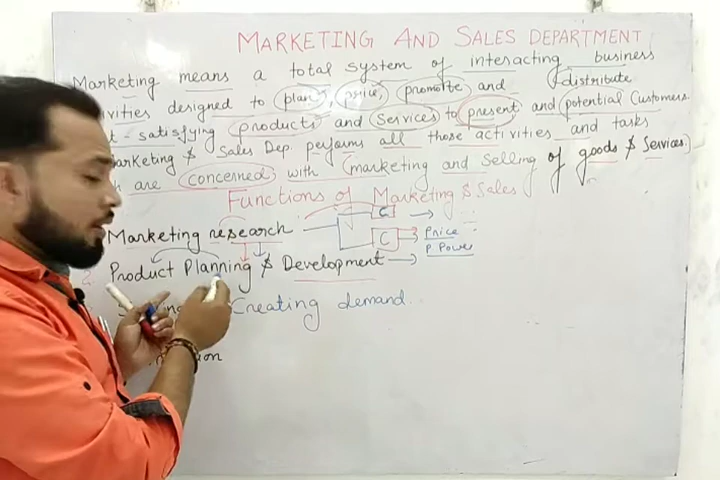 MARKETING AND SALES DEPARTMENT
Marketing means a total system of interacting business
designed to plan, price, promote and distribute
satisfying products and services to present and potential Customers.
Marketing & Sales Dep. performs all those activities and tasks
are concerned with marketing and selling of goods & services.
Functions of Marketing & Sales
Marketing research
C
C
Price
P. Power
Product Planning & Development
Creating demand